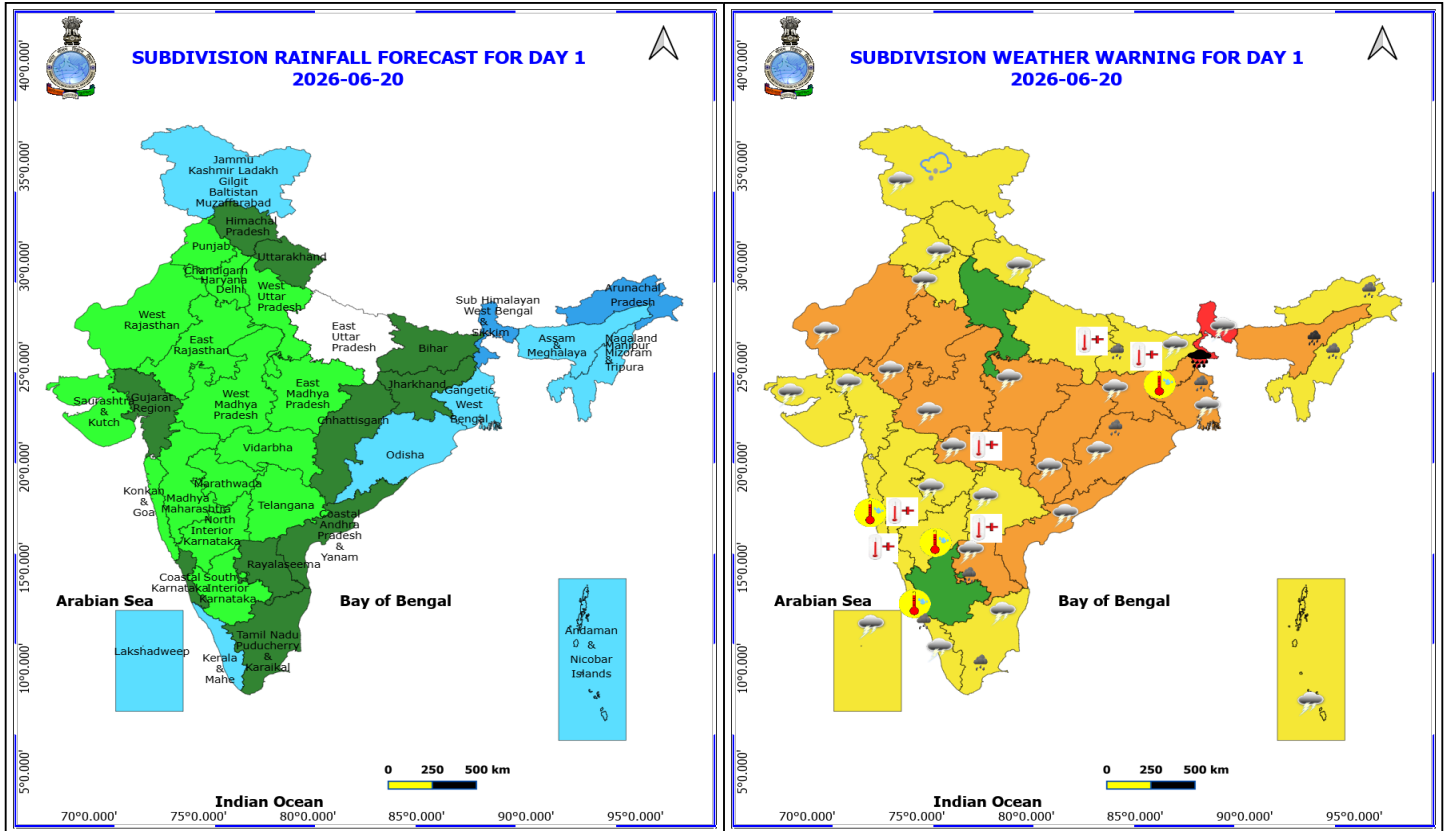 SUBDIVISION RAINFALL FORECAST FOR DAY 1
2026-06-20
40°0.000'
35°0.000'
30°0.000'
25°0.000'
20°0.000'
15°0.000'
10°0.000'
5°0.000'
Jammu
Kashmir Ladakh
Gilgit
Baltistan
Muzaffarabad
Himachal
Pradesh
Punjab
Uttarakhand
Chandigarh
Haryana
Delhi
West
Uttar
Pradesh
West
Rajasthan
East
Rajasthan
East
Uttar
Pradesh
Sub Himalayan
West Bengal
&
Sikkim
Arunachal
Pradesh
Assam
&
Meghalaya
Nagaland
Manipur
Mizoram
&
Tripura
Bihar
Jharkhand
Gangetic
West
Bengal
Saurashtra
&
Kutch
Gujarat
Region
West
Madhya
Pradesh
East
Madhya
Pradesh
Chhattisgarh
Vidarbha
Odisha
Konkan
&
Goa
Marathwada
Madhya
Maharashtra
North
Interior
Karnataka
Telangana
Coastal
Andhra
Pradesh
&
Yanam
Rayalaseema
Coastal
Karnataka
South
Interior
Karnataka
Arabian Sea
Bay of Bengal
Tamil Nadu
Puducherry
&
Karaikal
Kerala
&
Mahe
Lakshadweep
Andaman
&
Nicobar
Islands
0 250 500 km
Indian Ocean
70°0.000' 75°0.000' 80°0.000' 85°0.000' 90°0.000' 95°0.000'
SUBDIVISION WEATHER WARNING FOR DAY 1
2026-06-20
40°0.000'
35°0.000'
30°0.000'
25°0.000'
20°0.000'
15°0.000'
10°0.000'
5°0.000'
Arabian Sea
Bay of Bengal
0 250 500 km
Indian Ocean
70°0.000' 75°0.000' 80°0.000' 85°0.000' 90°0.000' 95°0.000'